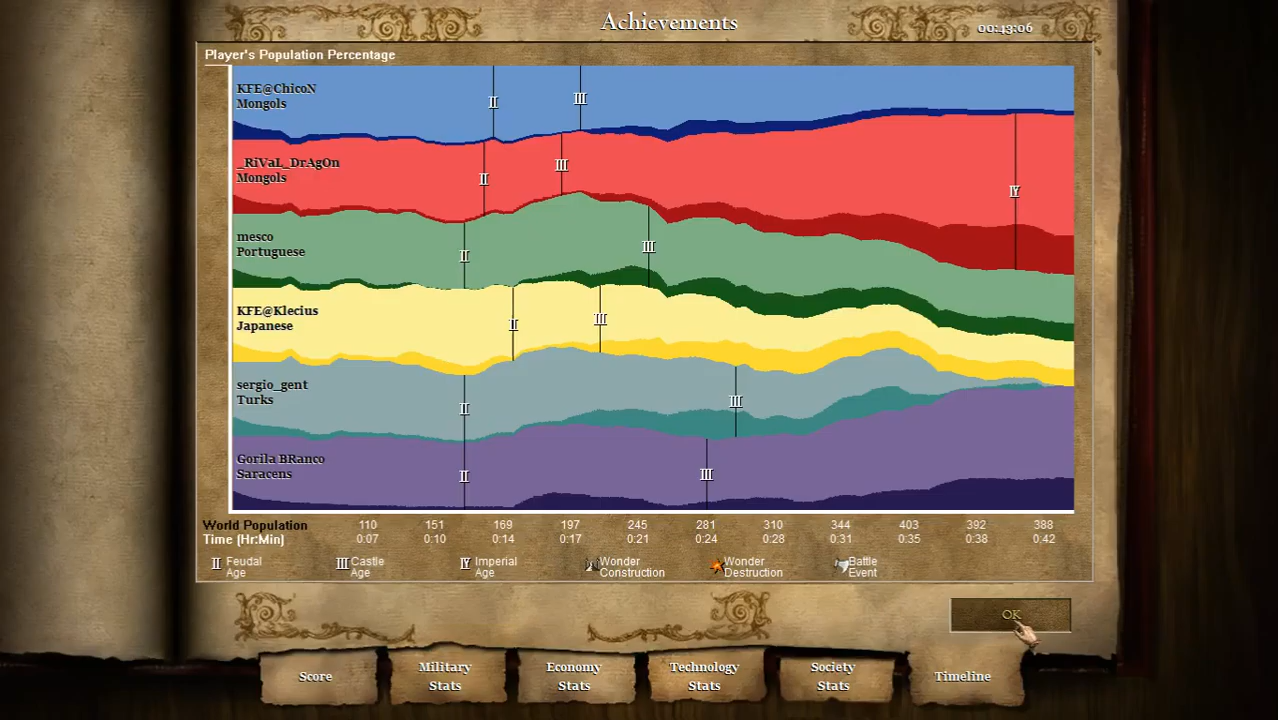 Achievements
00:43:06
Player's Population Percentage
KFE@ChicoN
Mongols
II
III
_RiVaL_DrAgOn
Mongols
II
III
IV
mesco
Portuguese
II
III
KFE@Klecius
Japanese
II
III
sergio_gent
Turks
II
III
Gorila BRanco
Saracens
II
III
World Population 110 151 169 197 245 281 310 344 403 392 388
Time (Hr:Min) 0:07 0:10 0:14 0:17 0:21 0:24 0:28 0:31 0:35 0:38 0:42
II Feudal Age
III Castle Age
IV Imperial Age
Wonder Construction
Wonder Destruction
Battle Event
OK
Score
Military Stats
Economy Stats
Technology Stats
Society Stats
Timeline